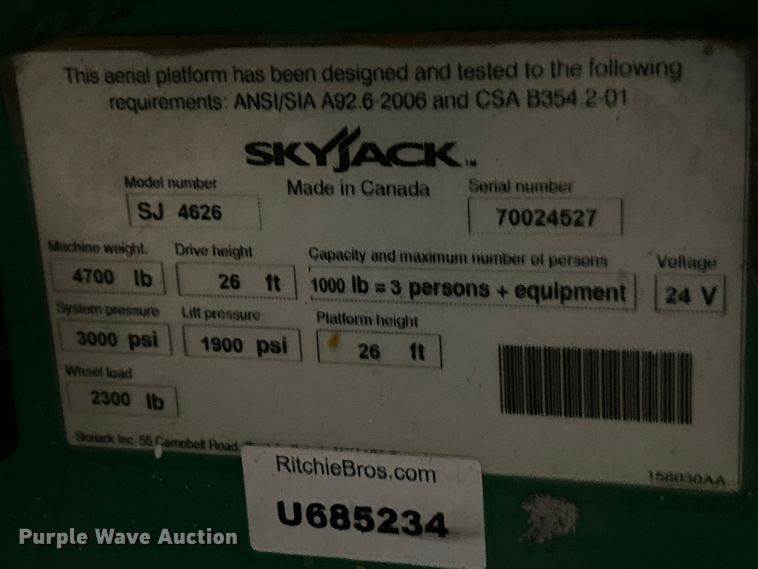 This aerial platform has been designed and tested to the following
requirements: ANSI/SIA A92.6-2006 and CSA B354.2-01
SKYJACK™
Made in Canada
Model number
SJ 4626
Serial number
70024527
Machine weight
4700 lb
Drive height
26 ft
Capacity and maximum number of persons
1000 lb = 3 persons + equipment
Voltage
24 V
System pressure
3000 psi
Lift pressure
1900 psi
Platform height
26 ft
Wheel load
2300 lb
Skyjack Inc. 55 Campbell Road,
158030AA
RitchieBros.com
U685234
Purple Wave Auction